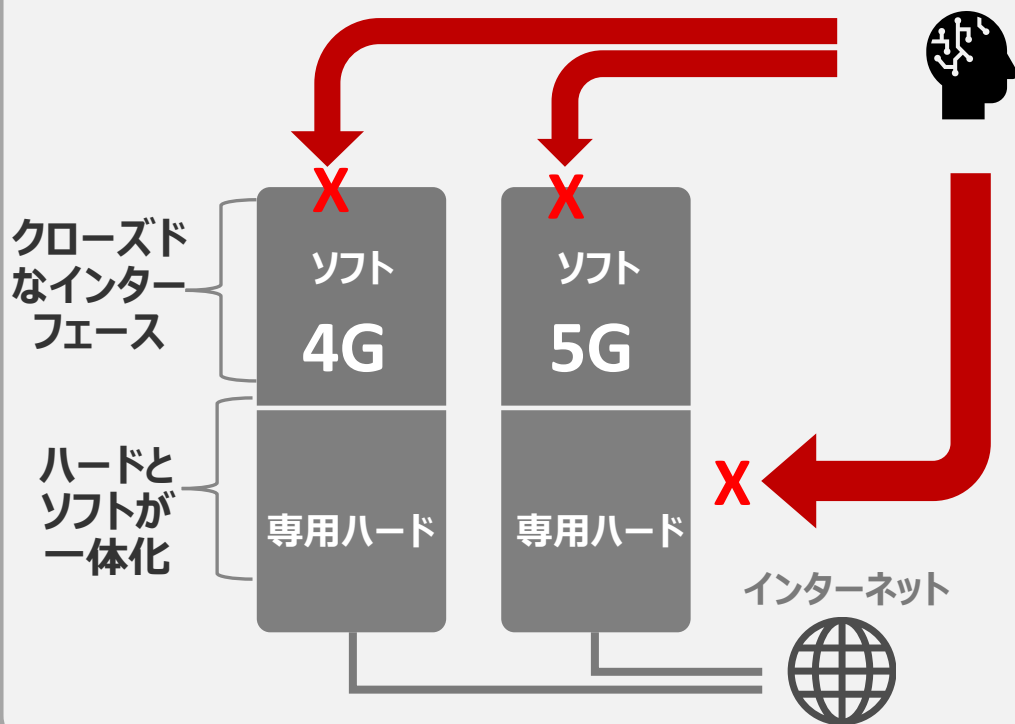 X
X
クローズド
なインター
フェース
ソフト
4G
ソフト
5G
ハードと
ソフトが
一体化
専用ハード
専用ハード
X
インターネット